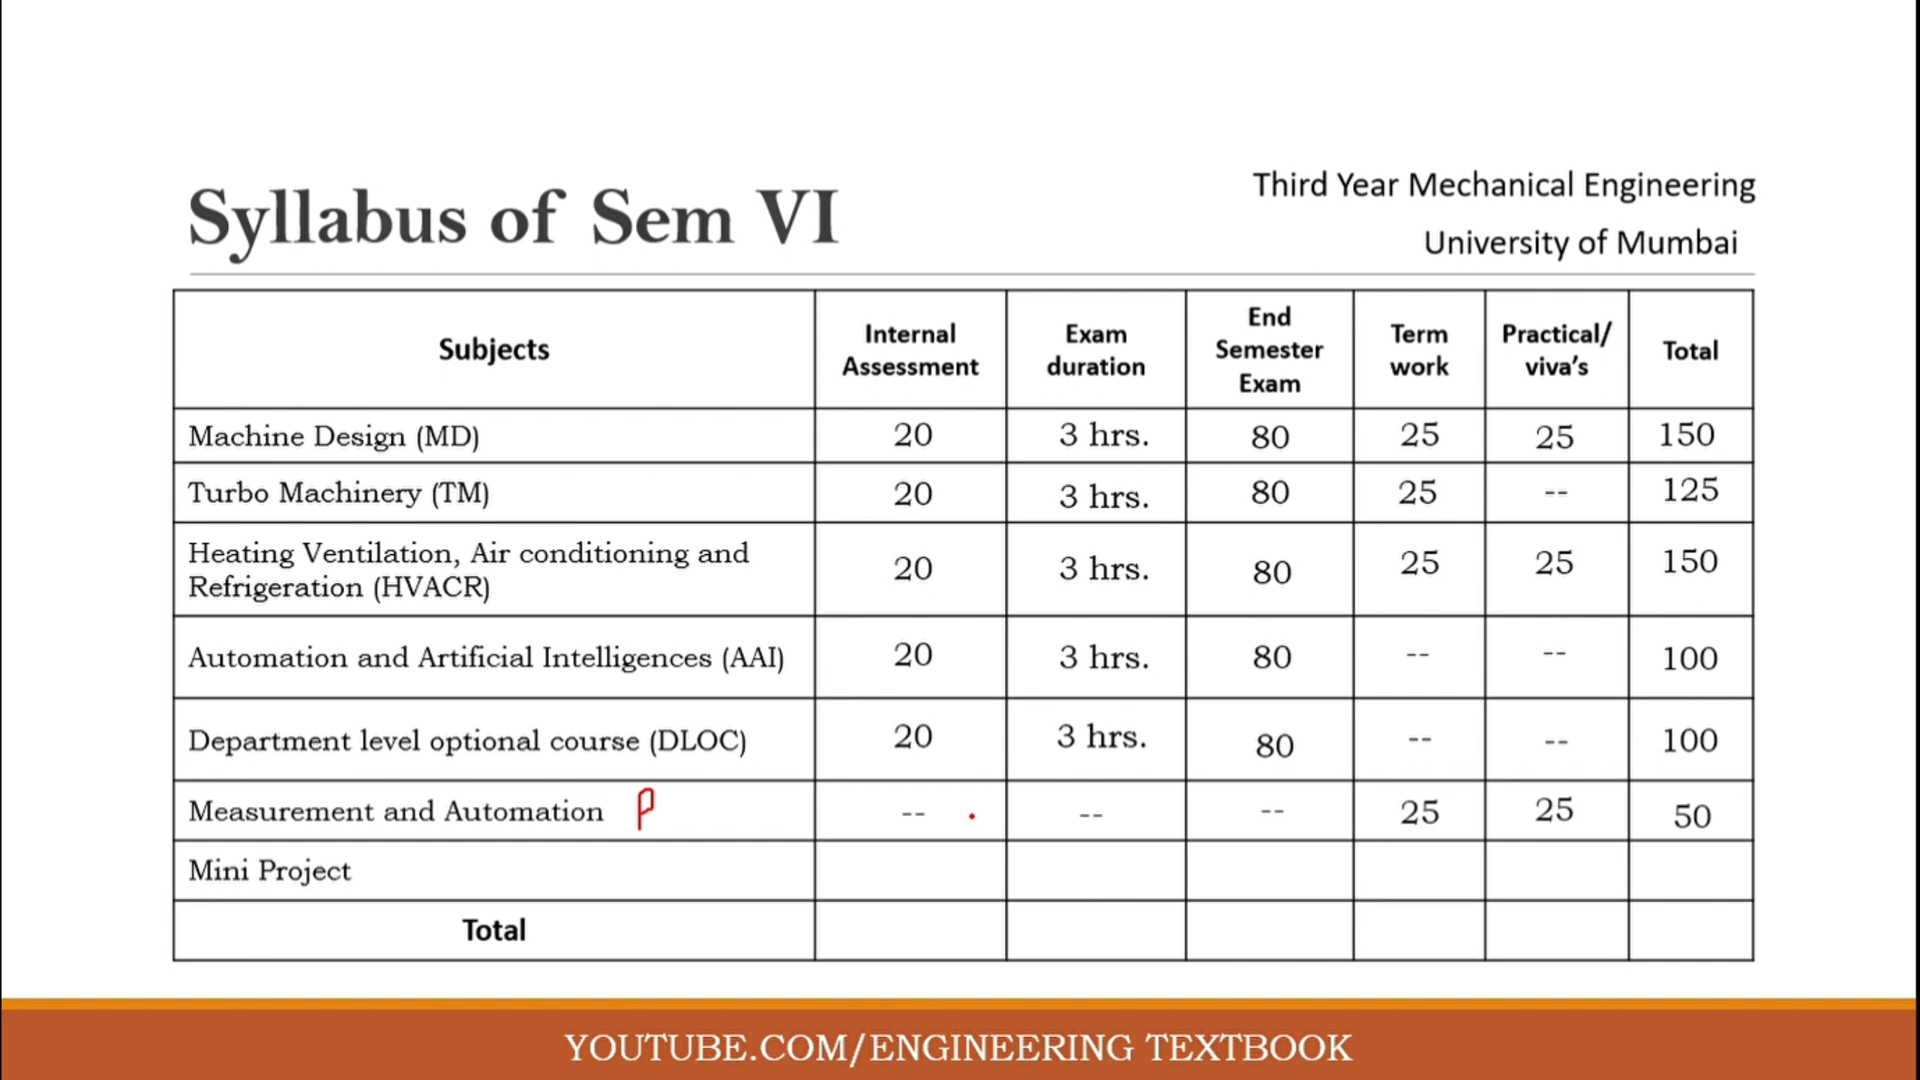 Syllabus of Sem VI
Third Year Mechanical Engineering
University of Mumbai
Subjects Internal Assessment Exam duration End Semester Exam Term work Practical/ viva's Total
Machine Design (MD) 20 3 hrs. 80 25 25 150
Turbo Machinery (TM) 20 3 hrs. 80 25 -- 125
Heating Ventilation, Air conditioning and Refrigeration (HVACR) 20 3 hrs. 80 25 25 150
Automation and Artificial Intelligences (AAI) 20 3 hrs. 80 -- -- 100
Department level optional course (DLOC) 20 3 hrs. 80 -- -- 100
Measurement and Automation P -- -- -- 25 25 50
Mini Project
Total
YOUTUBE.COM/ENGINEERING TEXTBOOK